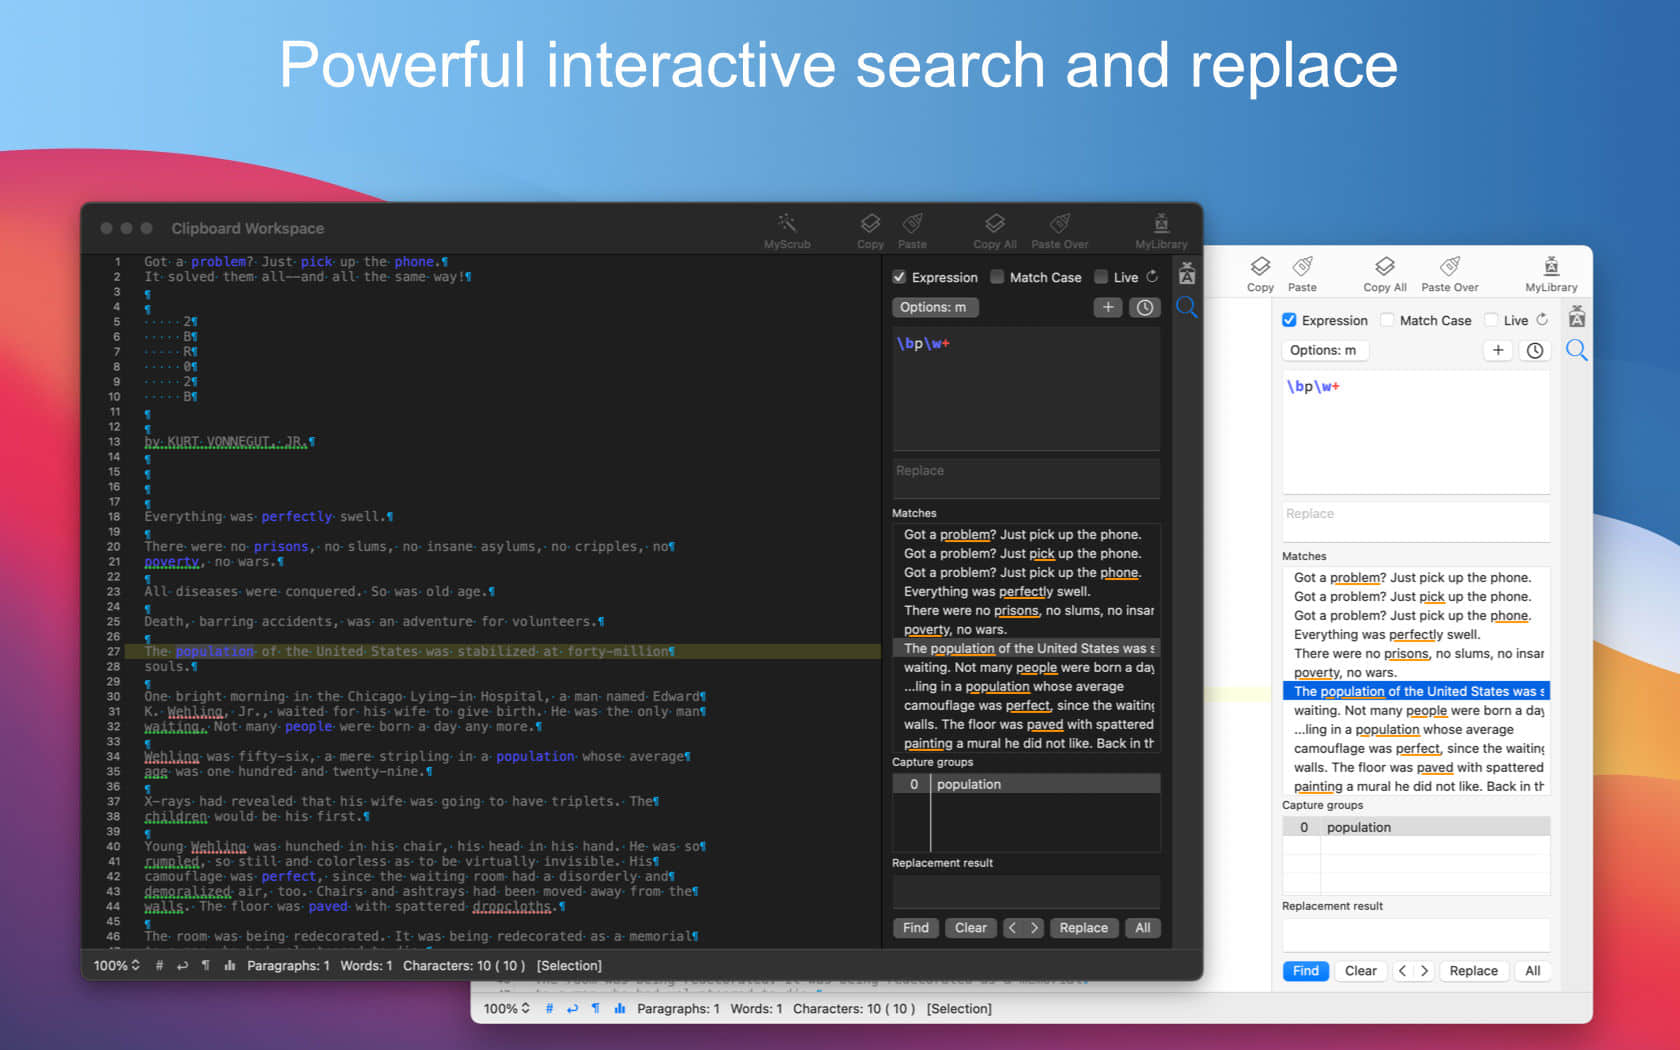 Powerful interactive search and replace
Clipboard Workspace
MyScrub Copy Paste Copy All Paste Over MyLibrary
1 Got a problem? Just pick up the phone.¶
2 It solved them all--and all the same way!¶
3 ¶
4 ¶
5 ·····2¶
6 ·····B¶
7 ·····R¶
8 ·····0¶
9 ·····2¶
10 ·····B¶
11 ¶
12 ¶
13 by KURT VONNEGUT, JR.¶
14 ¶
15 ¶
16 ¶
17 ¶
18 Everything was perfectly swell.¶
19 ¶
20 There were no prisons, no slums, no insane asylums, no cripples, no¶
21 poverty, no wars.¶
22 ¶
23 All diseases were conquered. So was old age.¶
24 ¶
25 Death, barring accidents, was an adventure for volunteers.¶
26 ¶
27 The population of the United States was stabilized at forty-million¶
28 souls.¶
29 ¶
30 One bright morning in the Chicago Lying-in Hospital, a man named Edward¶
31 K. Wehling, Jr., waited for his wife to give birth. He was the only man¶
32 waiting. Not many people were born a day any more.¶
33 ¶
34 Wehling was fifty-six, a mere stripling in a population whose average¶
35 age was one hundred and twenty-nine.¶
36 ¶
37 X-rays had revealed that his wife was going to have triplets. The¶
38 children would be his first.¶
39 ¶
40 Young Wehling was hunched in his chair, his head in his hand. He was so¶
41 rumpled, so still and colorless as to be virtually invisible. His¶
42 camouflage was perfect, since the waiting room had a disorderly and¶
43 demoralized air, too. Chairs and ashtrays had been moved away from the¶
44 walls. The floor was paved with spattered dropcloths.¶
45 ¶
46 The room was being redecorated. It was being redecorated as a memorial¶
Expression Match Case Live
Options: m +
\bp\w+
Replace
Matches
Got a problem? Just pick up the phone.
Got a problem? Just pick up the phone.
Got a problem? Just pick up the phone.
Everything was perfectly swell.
There were no prisons, no slums, no insar
poverty, no wars.
The population of the United States was s
waiting. Not many people were born a day
...ling in a population whose average
camouflage was perfect, since the waiting
walls. The floor was paved with spattered
painting a mural he did not like. Back in th
Capture groups
0 population
Replacement result
Find Clear < > Replace All
100% # ¶ Paragraphs: 1 Words: 1 Characters: 10 ( 10 ) [Selection]
Copy Paste Copy All Paste Over MyLibrary
Expression Match Case Live
Options: m +
\bp\w+
Replace
Matches
Got a problem? Just pick up the phone.
Got a problem? Just pick up the phone.
Got a problem? Just pick up the phone.
Everything was perfectly swell.
There were no prisons, no slums, no insar
poverty, no wars.
The population of the United States was s
waiting. Not many people were born a day
...ling in a population whose average
camouflage was perfect, since the waiting
walls. The floor was paved with spattered
painting a mural he did not like. Back in th
Capture groups
0 population
Replacement result
Find Clear < > Replace All
100% # ¶ Paragraphs: 1 Words: 1 Characters: 10 ( 10 ) [Selection]